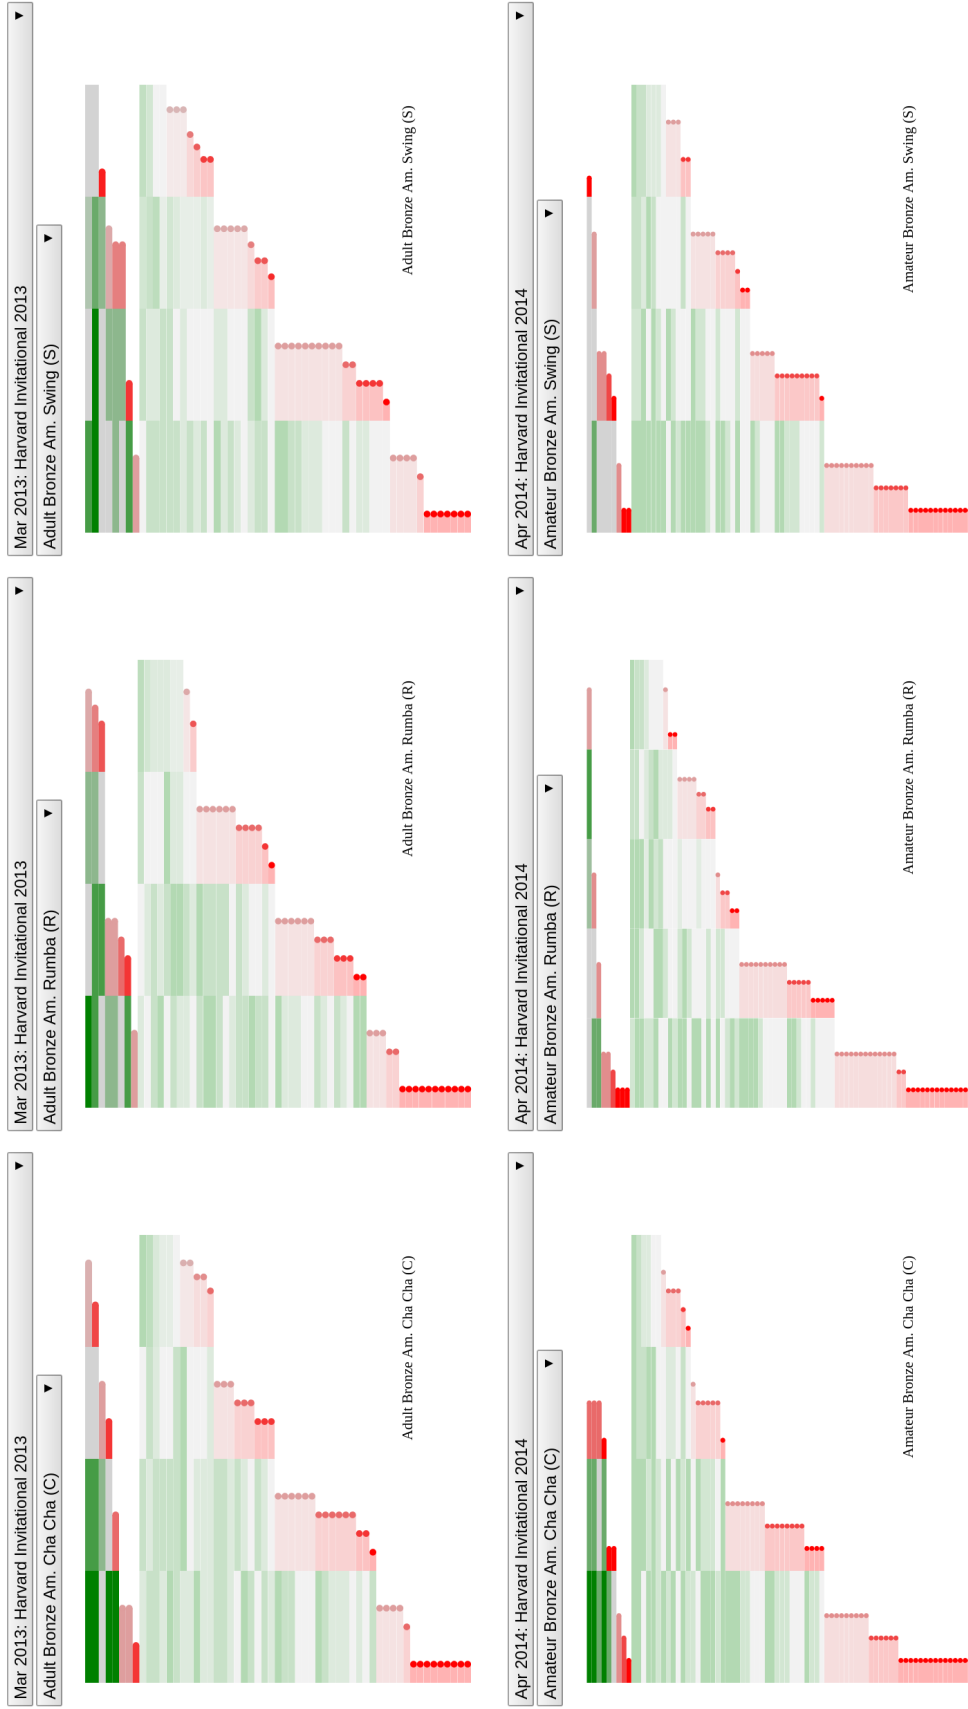 Mar 2013: Harvard Invitational 2013
Adult Bronze Am. Cha Cha (C)
Adult Bronze Am. Cha Cha (C)
Mar 2013: Harvard Invitational 2013
Adult Bronze Am. Rumba (R)
Adult Bronze Am. Rumba (R)
Mar 2013: Harvard Invitational 2013
Adult Bronze Am. Swing (S)
Adult Bronze Am. Swing (S)
Apr 2014: Harvard Invitational 2014
Amateur Bronze Am. Cha Cha (C)
Amateur Bronze Am. Cha Cha (C)
Apr 2014: Harvard Invitational 2014
Amateur Bronze Am. Rumba (R)
Amateur Bronze Am. Rumba (R)
Apr 2014: Harvard Invitational 2014
Amateur Bronze Am. Swing (S)
Amateur Bronze Am. Swing (S)